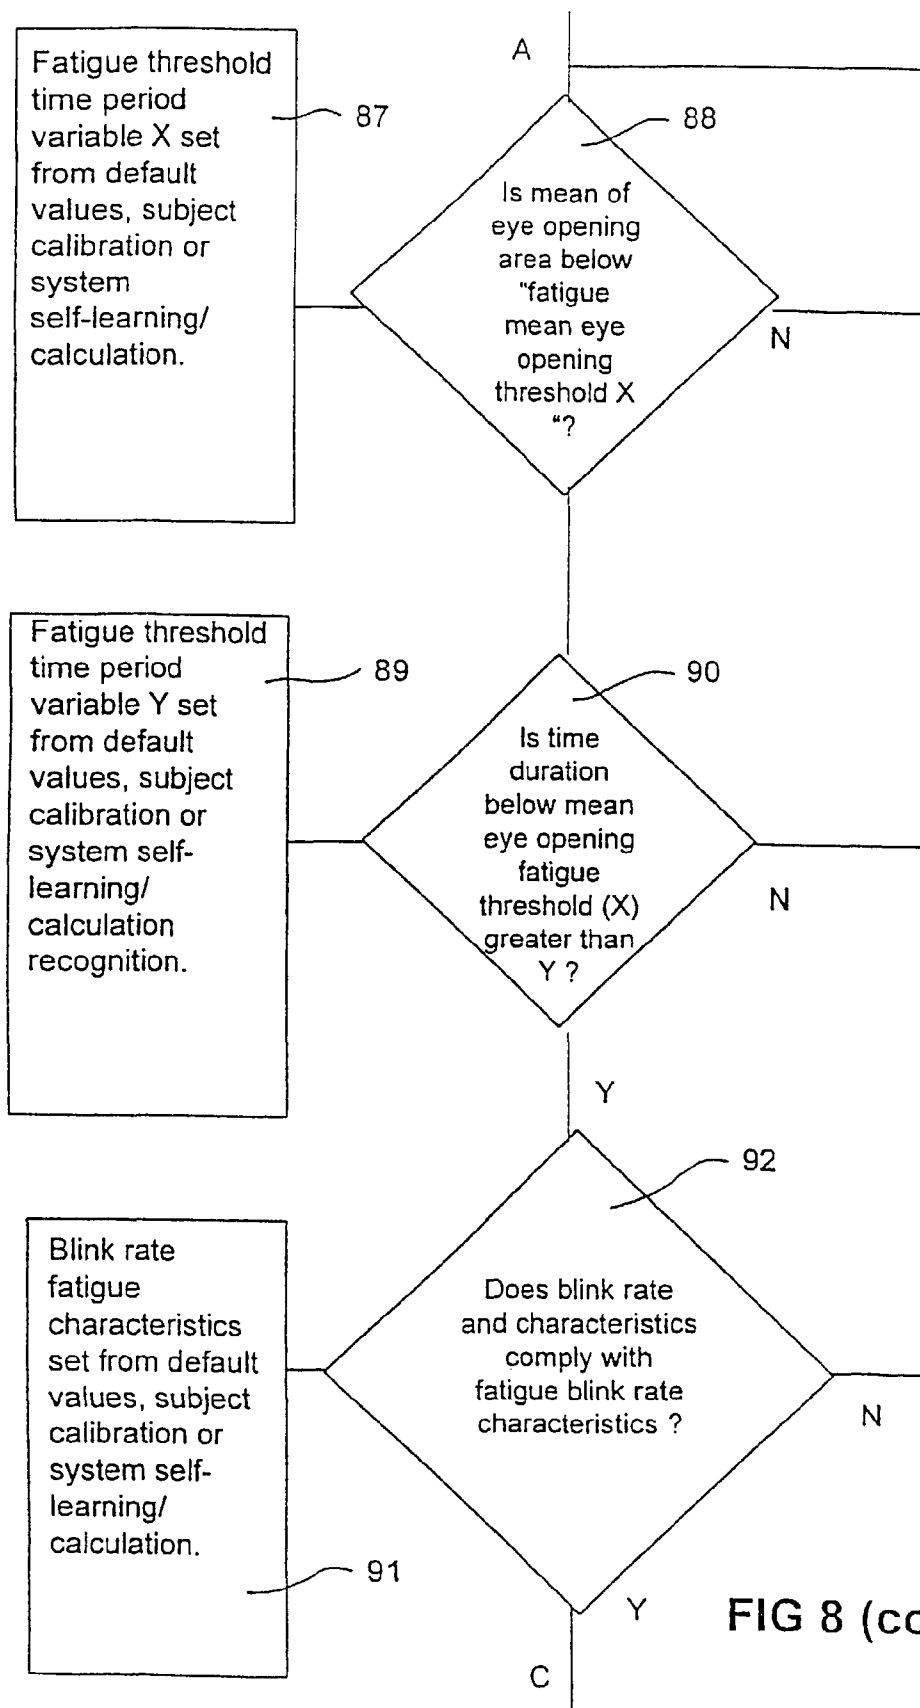 A
Fatigue threshold
time period
variable X set
from default
values, subject
calibration or
system
self-learning/
calculation.
87
88
Is mean of
eye opening
area below
"fatigue
mean eye
opening
threshold X
“?
N
Fatigue threshold
time period
variable Y set
from default
values, subject
calibration or
system self-
learning/
calculation
recognition.
89
90
Is time
duration
below mean
eye opening
fatigue
threshold (X)
greater than
Y ?
N
Y
Blink rate
fatigue
characteristics
set from default
values, subject
calibration or
system self-
learning/
calculation.
91
92
Does blink rate
and characteristics
comply with
fatigue blink rate
characteristics ?
N
Y
C
FIG 8 (co